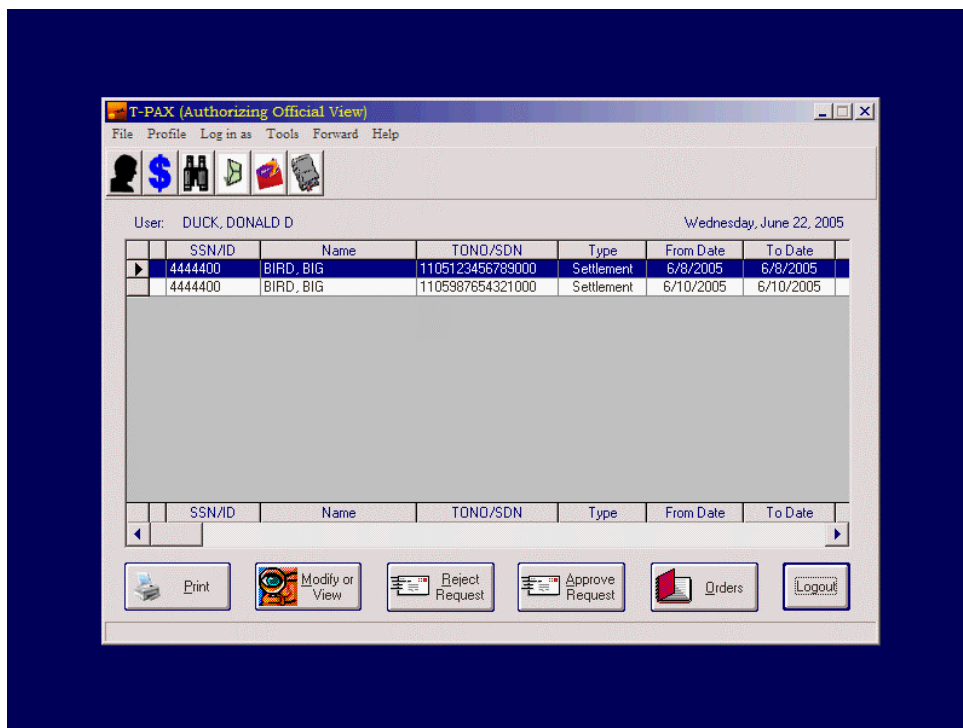 T-PAX (Authorizing Official View)
File Profile Log in as Tools Forward Help
User: DUCK, DONALD D Wednesday, June 22, 2005
SSN/ID Name TONO/SDN Type From Date To Date
4444400 BIRD, BIG 1105123456789000 Settlement 6/8/2005 6/8/2005
4444400 BIRD, BIG 1105987654321000 Settlement 6/10/2005 6/10/2005
SSN/ID Name TONO/SDN Type From Date To Date
Print
Modify or
View
Reject
Request
Approve
Request
Orders
Logout